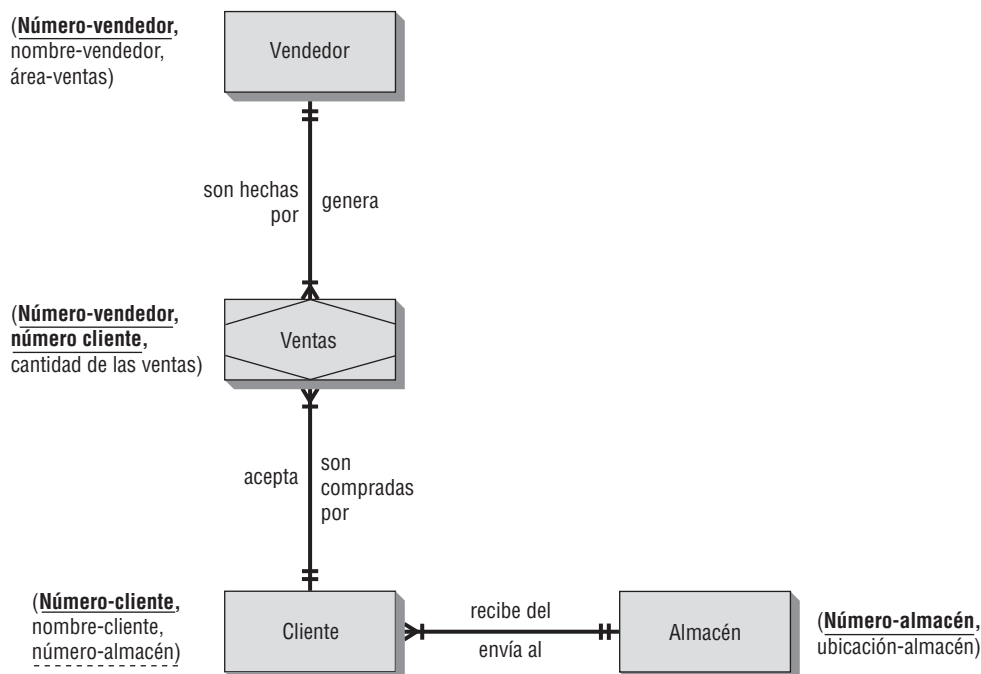 (Número-vendedor,
nombre-vendedor,
área-ventas)
Vendedor
son hechas
por
genera
(Número-vendedor,
número cliente,
cantidad de las ventas)
Ventas
acepta
son
compradas
por
(Número-cliente,
nombre-cliente,
número-almacén)
Cliente
recibe del
envía al
Almacén
(Número-almacén,
ubicación-almacén)